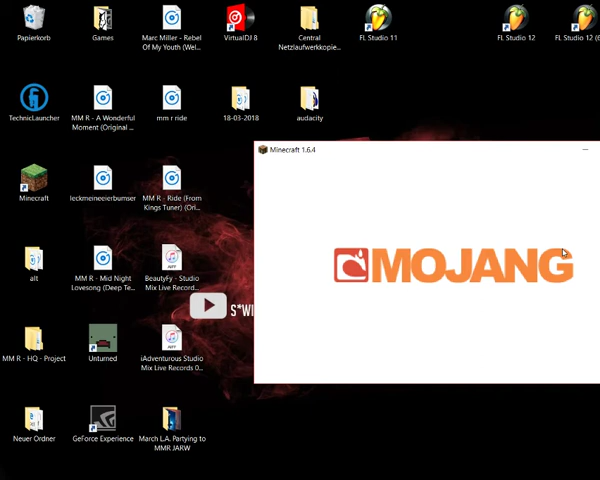 Papierkorb
Games
Marc Miller - Rebel
Of My Youth (Wel...
VirtualDJ 8
Central
Netzlaufwerkkopie...
FL Studio 11
FL Studio 12
FL Studio 12 (6
TechnicLauncher
MM R - A Wonderful
Moment (Original ...
mm r ride
18-03-2018
audacity
Minecraft 1.6.4
Minecraft
leckmeineeierbumser
MM R - Ride (From
Kings Tuner) (Ori...
MOJANG
alt
MM R - Mid Night
Lovesong (Deep Te...
BeautyFy - Studio
Mix Live Record...
S*WI
MM R - HQ - Project
Unturned
iAdventurous Studio
Mix Live Records 0...
Neuer Ordner
GeForce Experience
March L.A. Partying to
MMR JARW